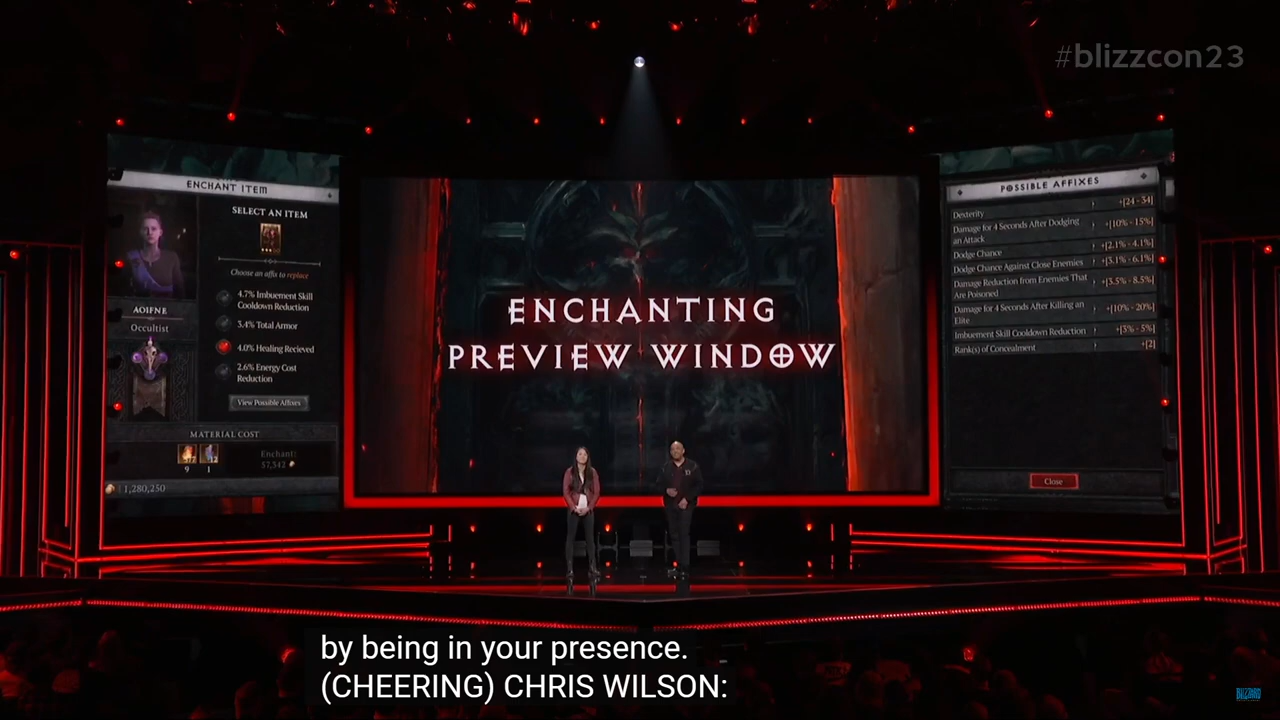 #blizzcon23
ENCHANT ITEM
SELECT AN ITEM
Choose an affix to replace
4.7% Imbuement Skill
Cooldown Reduction
3.4% Total Armor
4.0% Healing Recieved
2.6% Energy Cost
Reduction
View Possible Affixes
AOIFNE
Occultist
MATERIAL COST
9 1
Enchant:
57,342
1,280,250
ENCHANTING
PREVIEW WINDOW
POSSIBLE AFFIXES
Dexterity +[24 - 34]
Damage for 4 Seconds After Dodging
an Attack +[10% - 15%]
Dodge Chance +[2.1% - 4.1%]
Dodge Chance Against Close Enemies +[3.1% - 6.1%]
Damage Reduction from Enemies That
Are Poisoned +[3.5% - 8.5%]
Damage for 4 Seconds After Killing an
Elite +[10% - 20%]
Imbuement Skill Cooldown Reduction +[3% - 5%]
Rank(s) of Concealment +[2]
Close
by being in your presence.
(CHEERING) CHRIS WILSON:
BLIZZARD